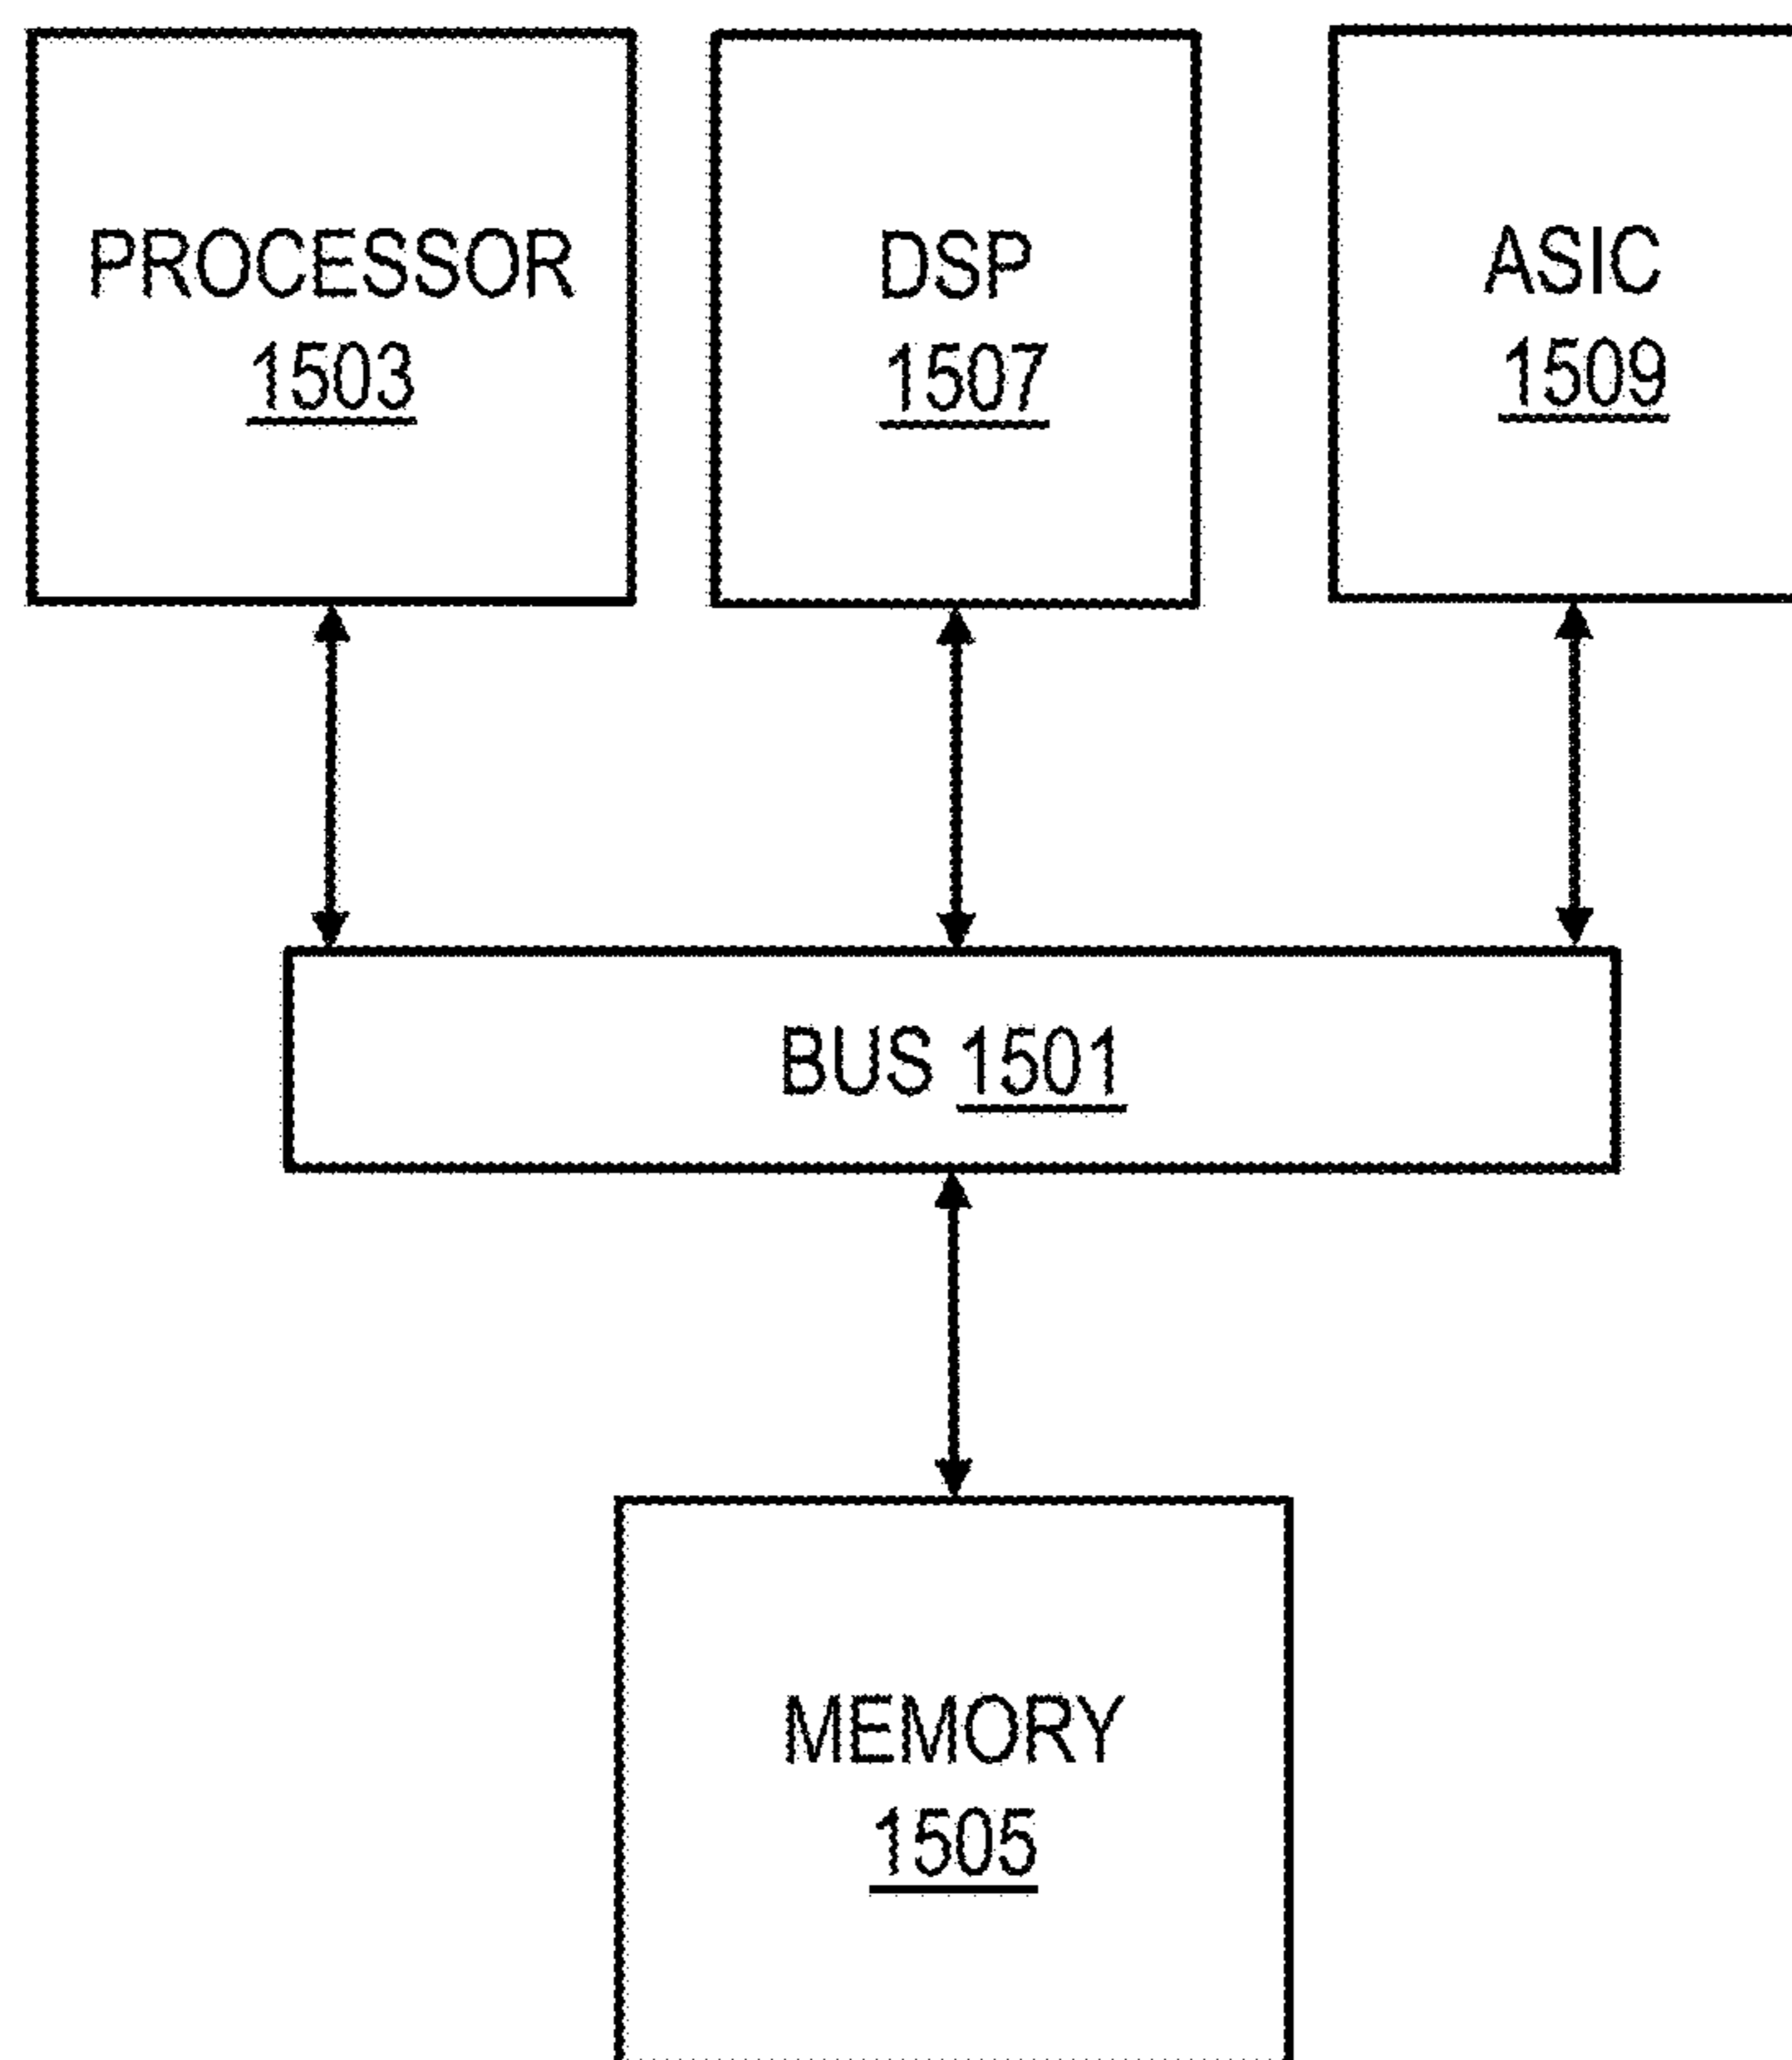 PROCESSOR
1503
DSP
1507
ASIC
1509
BUS 1501
MEMORY
1505